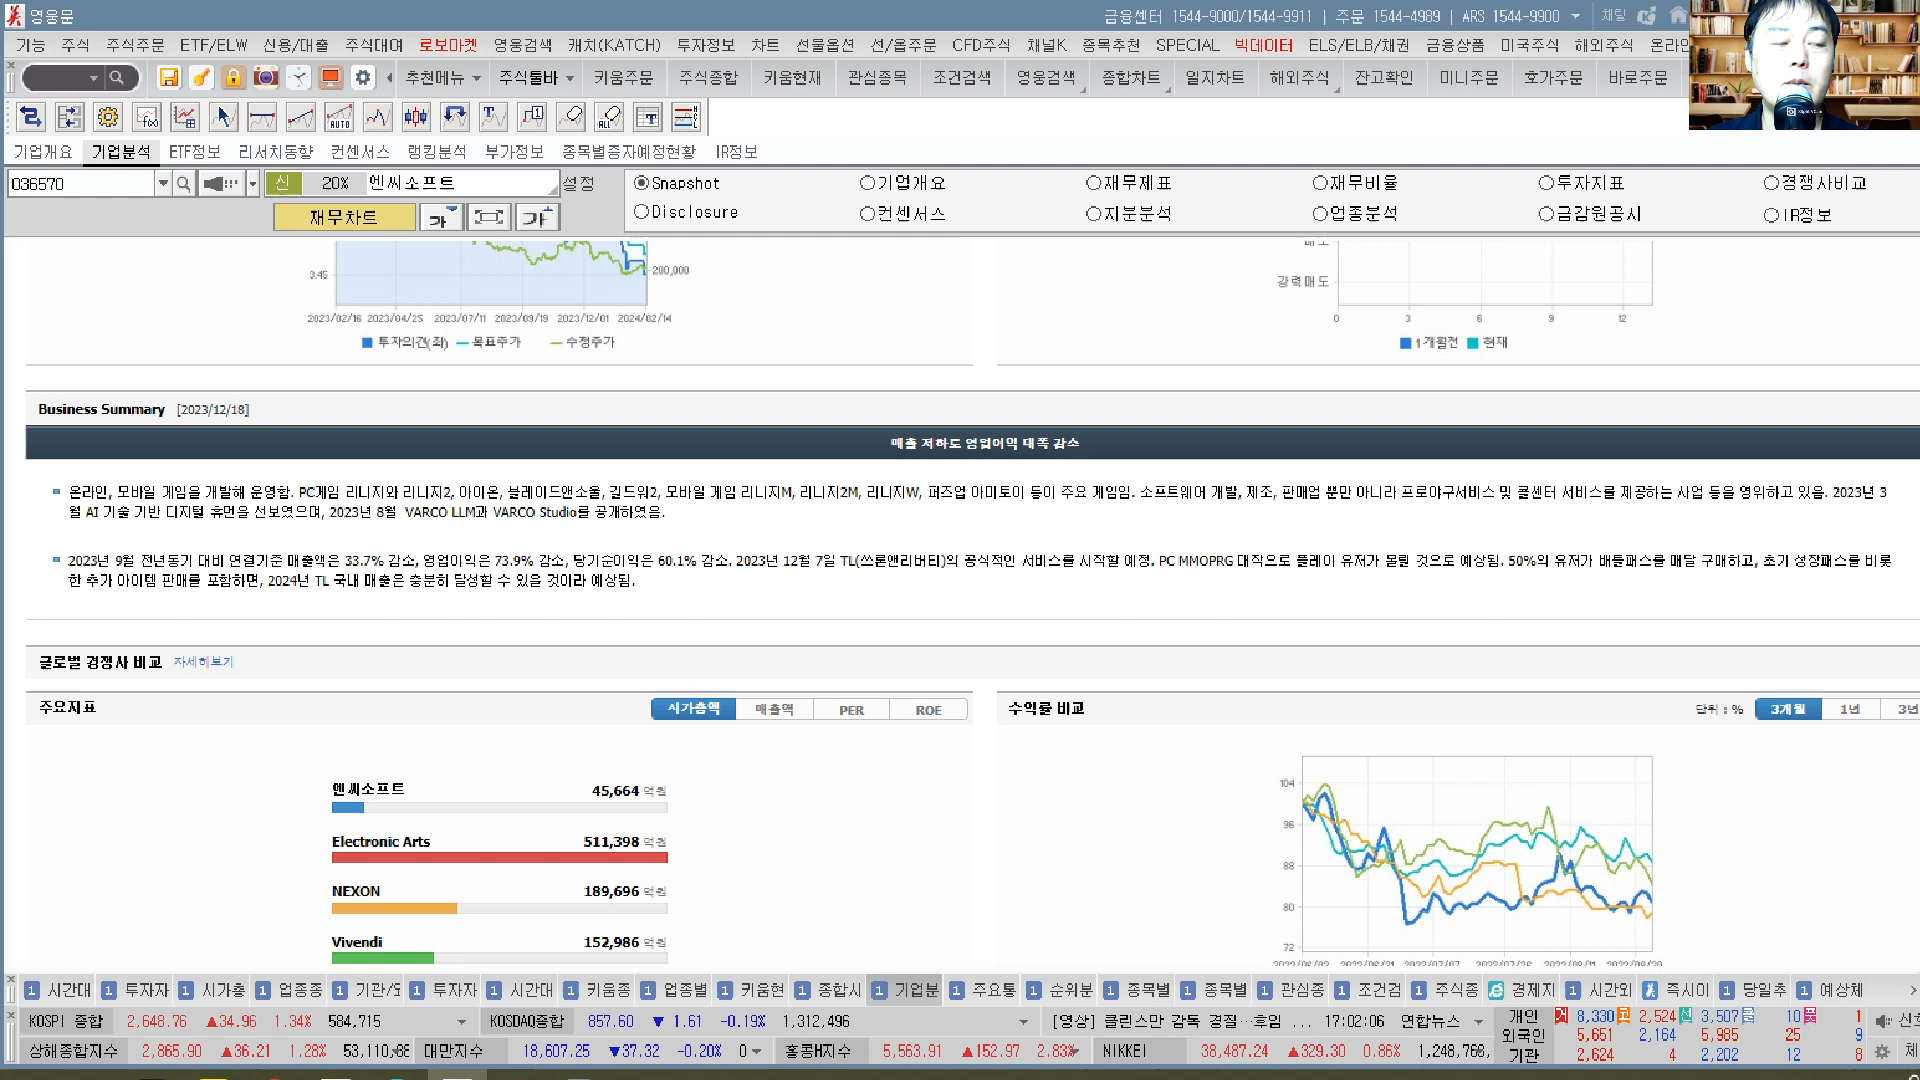 영웅문
금융센터 1544-9000/1544-9911 | 주문 1544-4989 | ARS 1544-9900 채팅
기능 주식 주식주문 ETF/ELW 신용/대출 주식대여 로보마켓 영웅검색 캐치(KATCH) 투자정보 차트 선물옵션 선/옵주문 CFD주식 채널K 종목추천 SPECIAL 빅데이터 ELS/ELB/채권 금융상품 미국주식 해외주식 온라인
추천메뉴 주식툴바 키움주문 주식종합 키움현재 관심종목 조건검색 영웅검색 종합차트 일지차트 해외주식 잔고확인 미니주문 호가주문 바로주문
기업개요 기업분석 ETF정보 리서치동향 컨센서스 랭킹분석 부가정보 종목별증자예정현황 IR정보
036570 신 20% 엔씨소프트 설정
Snapshot 기업개요 재무제표 재무비율 투자지표 경쟁사비교
재무차트 가 가
Disclosure 컨센서스 지분분석 업종분석 금감원공시 IR정보
3.45 200,000
강력매도
2023/02/16 2023/04/25 2023/07/11 2023/09/19 2023/12/01 2024/02/14
0 3 6 9 12
투자의견(좌) 목표주가 수정주가
1개월전 현재
Business Summary [2023/12/18]
매출 저하도 영업이익 대폭 감소
온라인, 모바일 게임을 개발해 운영함. PC게임 리니지와 리니지2, 아이온, 블레이드앤소울, 길드워2, 모바일 게임 리니지M, 리니지2M, 리니지W, 퍼즈업 아미토이 등이 주요 게임임. 소프트웨어 개발, 제조, 판매업 뿐만 아니라 프로야구서비스 및 콜센터 서비스를 제공하는 사업 등을 영위하고 있음. 2023년 3
월 AI 기술 기반 디지털 휴먼을 선보였으며, 2023년 8월 VARCO LLM과 VARCO Studio를 공개하였음.
2023년 9월 전년동기 대비 연결기준 매출액은 33.7% 감소, 영업이익은 73.9% 감소, 당기순이익은 60.1% 감소. 2023년 12월 7일 TL(쓰론앤리버티)의 공식적인 서비스를 시작할 예정. PC MMOPRG 대작으로 플레이 유저가 몰릴 것으로 예상됨. 50%의 유저가 배틀패스를 매달 구매하고, 초기 성장패스를 비롯
한 추가 아이템 판매를 포함하면, 2024년 TL 국내 매출은 충분히 달성할 수 있을 것이라 예상됨.
글로벌 경쟁사 비교 자세히보기
주요지표 시가총액 매출액 PER ROE
수익률 비교 단위 : % 3개월 1년 3년
엔씨소프트 45,664 억원
Electronic Arts 511,398 억원
NEXON 189,696 억원
Vivendi 152,986 억원
104
96
88
80
72
1 시간대 1 투자자 1 시가총 1 업종종 1 기관/외 1 투자자 1 시간대 1 키움종 1 업종별 1 키움현 1 종합시 1 기업분 1 주요통 1 순위분 1 종목별 1 종목별 1 관심종 1 조건검 1 주식종 경제지 1 시간외 즉시이 1 당일추 1 예상체
KOSPI 종합 2,648.76 ▲34.96 1.34% 584,715 KOSDAQ종합 857.60 ▼ 1.61 -0.19% 1,312,496 [영상] 클린스만 감독 경질…후임 ... 17:02:06 연합뉴스
상해종합지수 2,865.90 ▲36.21 1.28% 대만지수 18,607.25 ▼37.32 -0.20% 0 홍콩H지수 5,563.91 ▲152.97 2.83% NIKKEI 38,487.24 ▲329.30 0.86% 1,248,768,
개인 8,330 2,524 3,507 10 1
외국인 5,651 2,164 5,985 25 9
기관 2,624 4 2,202 12 8